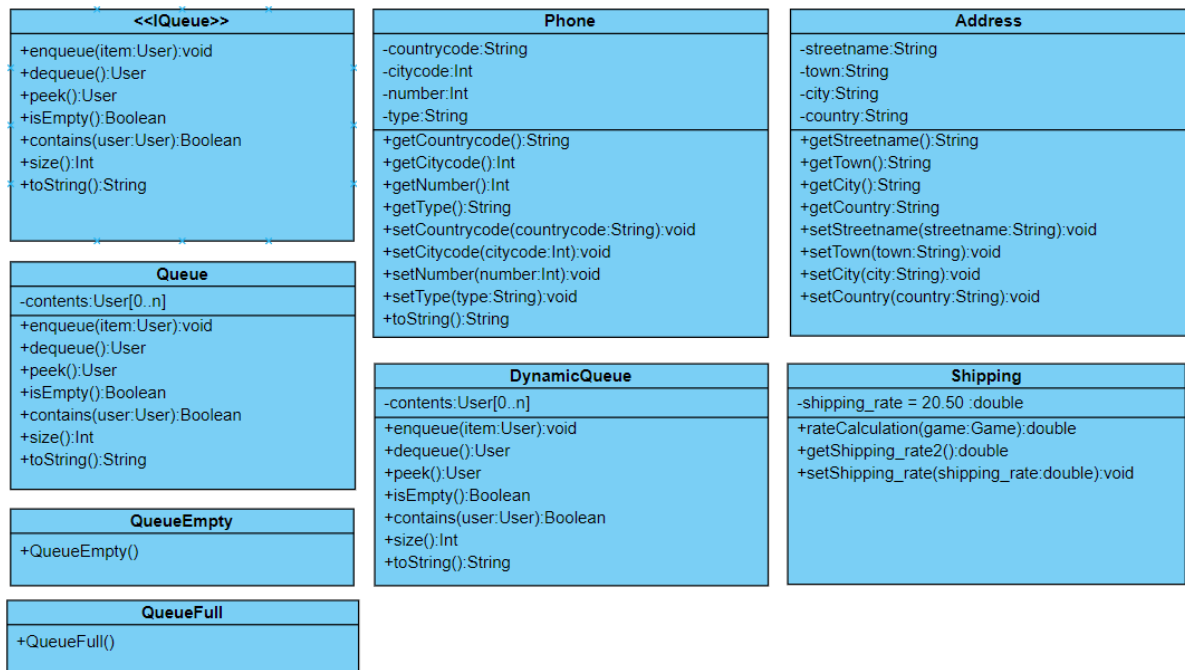 <<IQueue>>
+enqueue(item:User):void
+dequeue():User
+peek():User
+isEmpty():Boolean
+contains(user:User):Boolean
+size():Int
+toString():String
Phone
-countrycode:String
-citycode:Int
-number:Int
-type:String
+getCountrycode():String
+getCitycode():Int
+getNumber():Int
+getType():String
+setCountrycode(countrycode:String):void
+setCitycode(citycode:Int):void
+setNumber(number:Int):void
+setType(type:String):void
+toString():String
Address
-streetname:String
-town:String
-city:String
-country:String
+getStreetname():String
+getTown():String
+getCity():String
+getCountry:String
+setStreetname(streetname:String):void
+setTown(town:String):void
+setCity(city:String):void
+setCountry(country:String):void
Queue
-contents:User[0..n]
+enqueue(item:User):void
+dequeue():User
+peek():User
+isEmpty():Boolean
+contains(user:User):Boolean
+size():Int
+toString():String
DynamicQueue
-contents:User[0..n]
+enqueue(item:User):void
+dequeue():User
+peek():User
+isEmpty():Boolean
+contains(user:User):Boolean
+size():Int
+toString():String
Shipping
-shipping_rate = 20.50 :double
+rateCalculation(game:Game):double
+getShipping_rate2():double
+setShipping_rate(shipping_rate:double):void
QueueEmpty
+QueueEmpty()
QueueFull
+QueueFull()